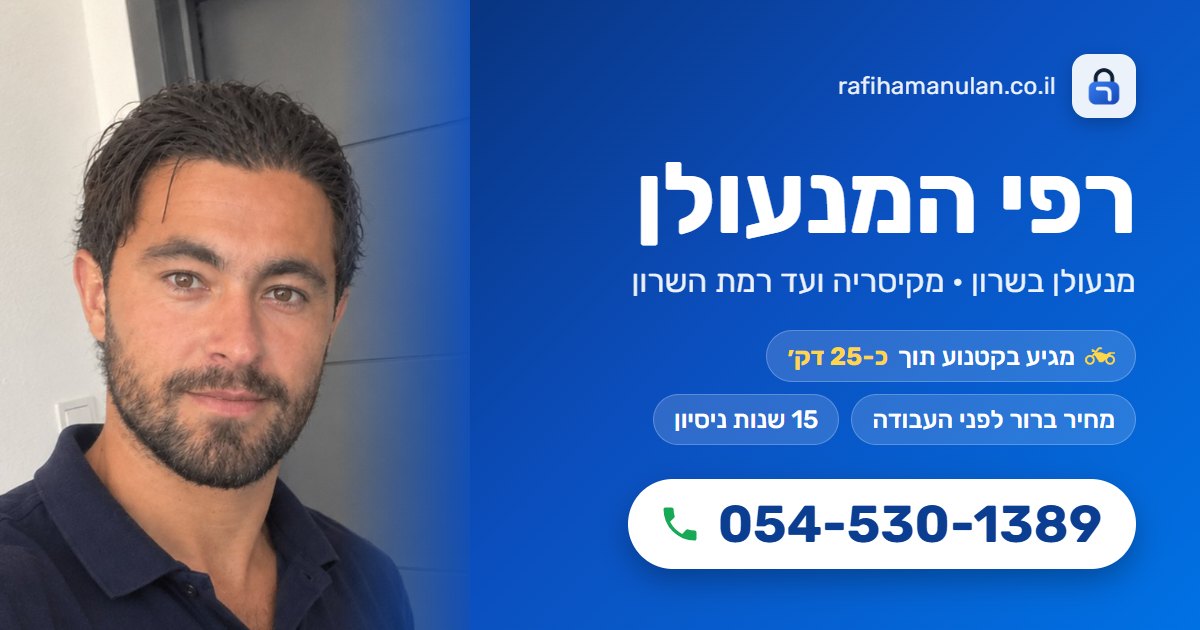 rafihamanulan.co.il
רפי המנעולן
מנעולן בשרון • מקיסריה ועד רמת השרון
מגיע בקטנוע תוך כ-25 דק׳
מחיר ברור לפני העבודה
15 שנות ניסיון
054-530-1389